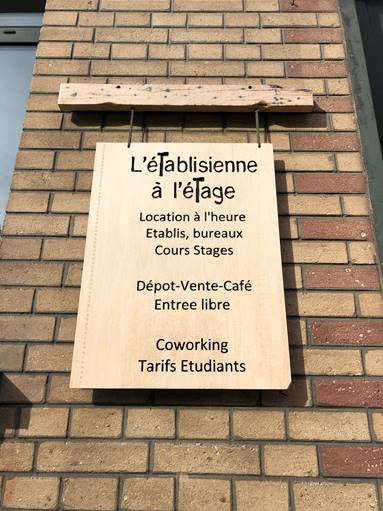 L'éTablisienne
à l'éTage
Location à l'heure
Etablis, bureaux
Cours Stages
Dépot-Vente-Café
Entree libre
Coworking
Tarifs Etudiants